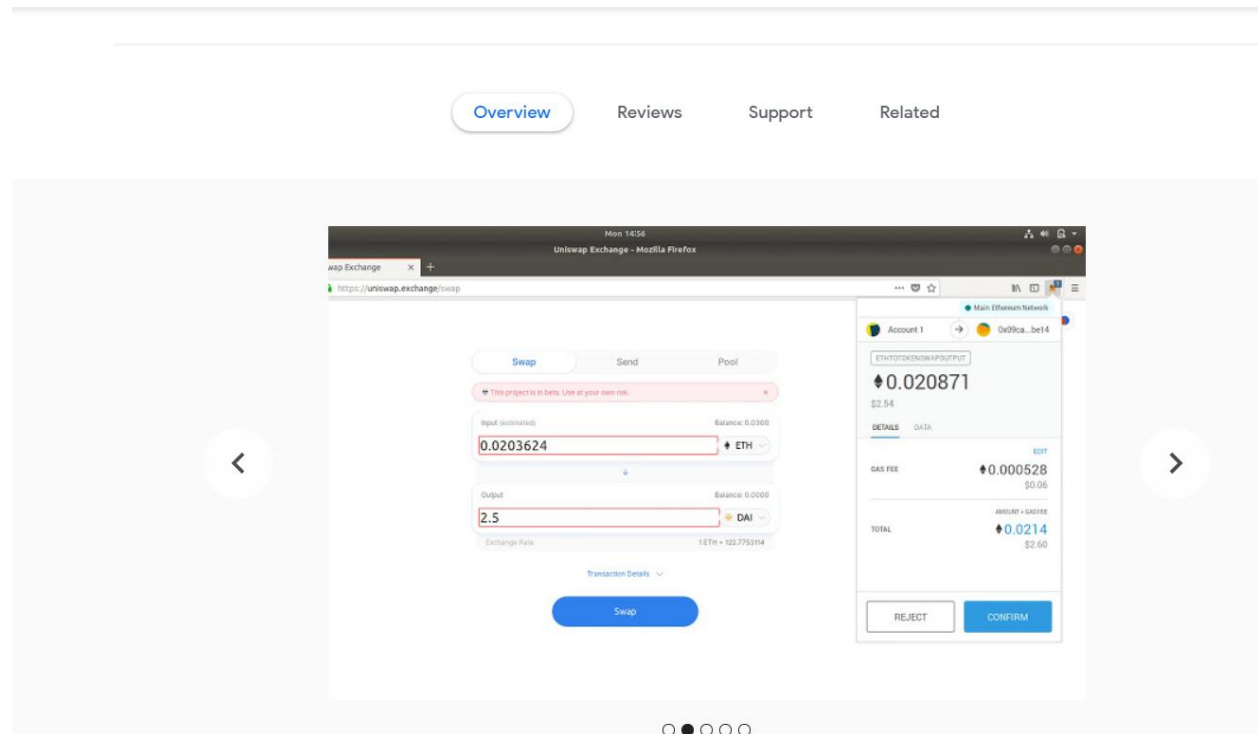 Overview
Reviews
Support
Related
Mon 14:56
Uniswap Exchange - Mozilla Firefox
wap Exchange × +
https://uniswap.exchange/swap
Main Ethereum Network
Account 1
0x09ca...be14
Swap
Send
Pool
This project is in beta. Use at your own risk. ×
Input (estimated)
Balance: 0.0300
0.0203624
ETH
Output
Balance: 0.0000
2.5
DAI
Exchange Rate
1 ETH = 122.7753114
Transaction Details
Swap
ETHTOTOKENSWAPOUTPUT
0.020871
$2.54
DETAILS
DATA
EDIT
GAS FEE
0.000528
$0.06
AMOUNT + GAS FEE
TOTAL
0.0214
$2.60
REJECT
CONFIRM